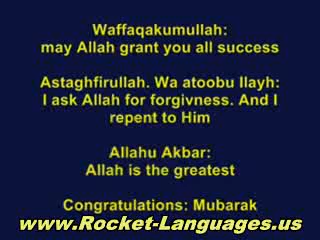 Waffaqakumullah:
may Allah grant you all success
Astaghfirullah. Wa atoobu Ilayh:
I ask Allah for forgivness. And I
repent to Him
Allahu Akbar:
Allah is the greatest
Congratulations: Mubarak
www.Rocket-Languages.us